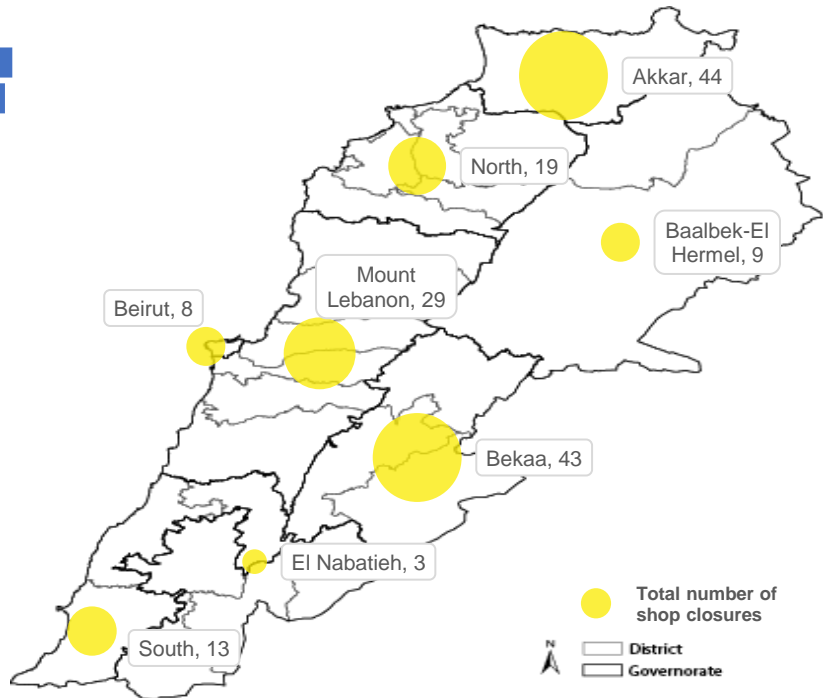 Akkar, 44
North, 19
Baalbek-El
Hermel, 9
Mount
Lebanon, 29
Beirut, 8
Bekaa, 43
El Nabatieh, 3
South, 13
Total number of
shop closures
N
District
Governorate